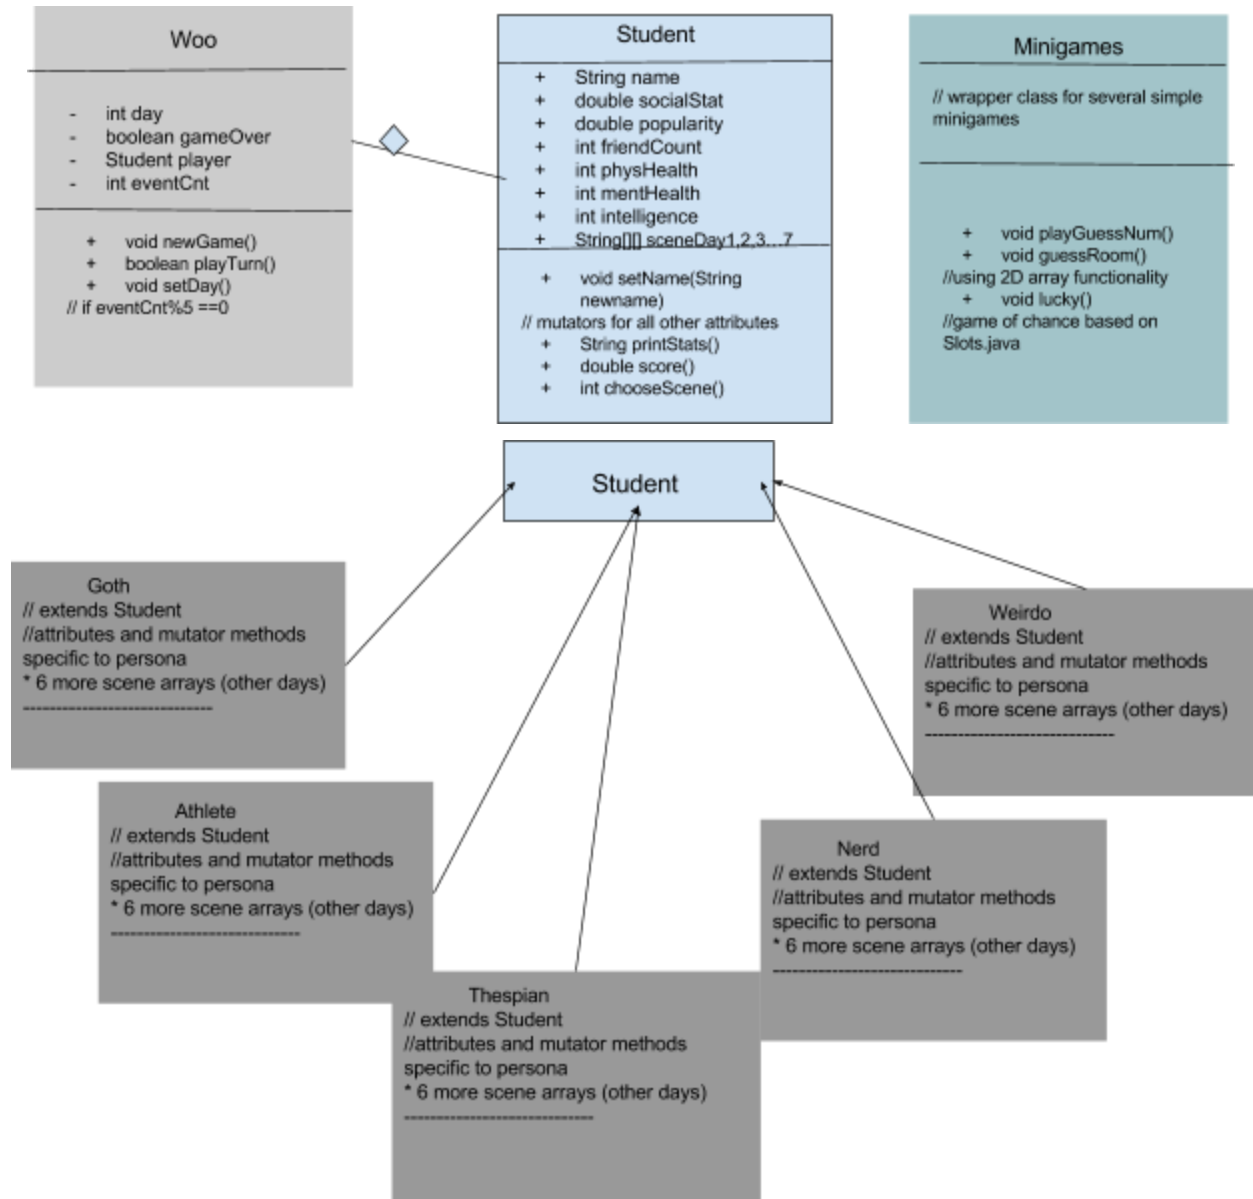 Woo
- int day
- boolean gameOver
- Student player
- int eventCnt
+ void newGame()
+ boolean playTurn()
+ void setDay()
// if eventCnt%5 ==0
Student
+ String name
+ double socialStat
+ double popularity
+ int friendCount
+ int physHealth
+ int mentHealth
+ int intelligence
+ String[][] sceneDay1,2,3...7
+ void setName(String
newname)
// mutators for all other attributes
+ String printStats()
+ double score()
+ int chooseScene()
Minigames
// wrapper class for several simple
minigames
+ void playGuessNum()
+ void guessRoom()
//using 2D array functionality
+ void lucky()
//game of chance based on
Slots.java
Student
Goth
// extends Student
//attributes and mutator methods
specific to persona
* 6 more scene arrays (other days)
-----------------------------
Athlete
// extends Student
//attributes and mutator methods
specific to persona
* 6 more scene arrays (other days)
-----------------------------
Thespian
// extends Student
//attributes and mutator methods
specific to persona
* 6 more scene arrays (other days)
-----------------------------
Nerd
// extends Student
//attributes and mutator methods
specific to persona
* 6 more scene arrays (other days)
-----------------------------
Weirdo
// extends Student
//attributes and mutator methods
specific to persona
* 6 more scene arrays (other days)
-----------------------------